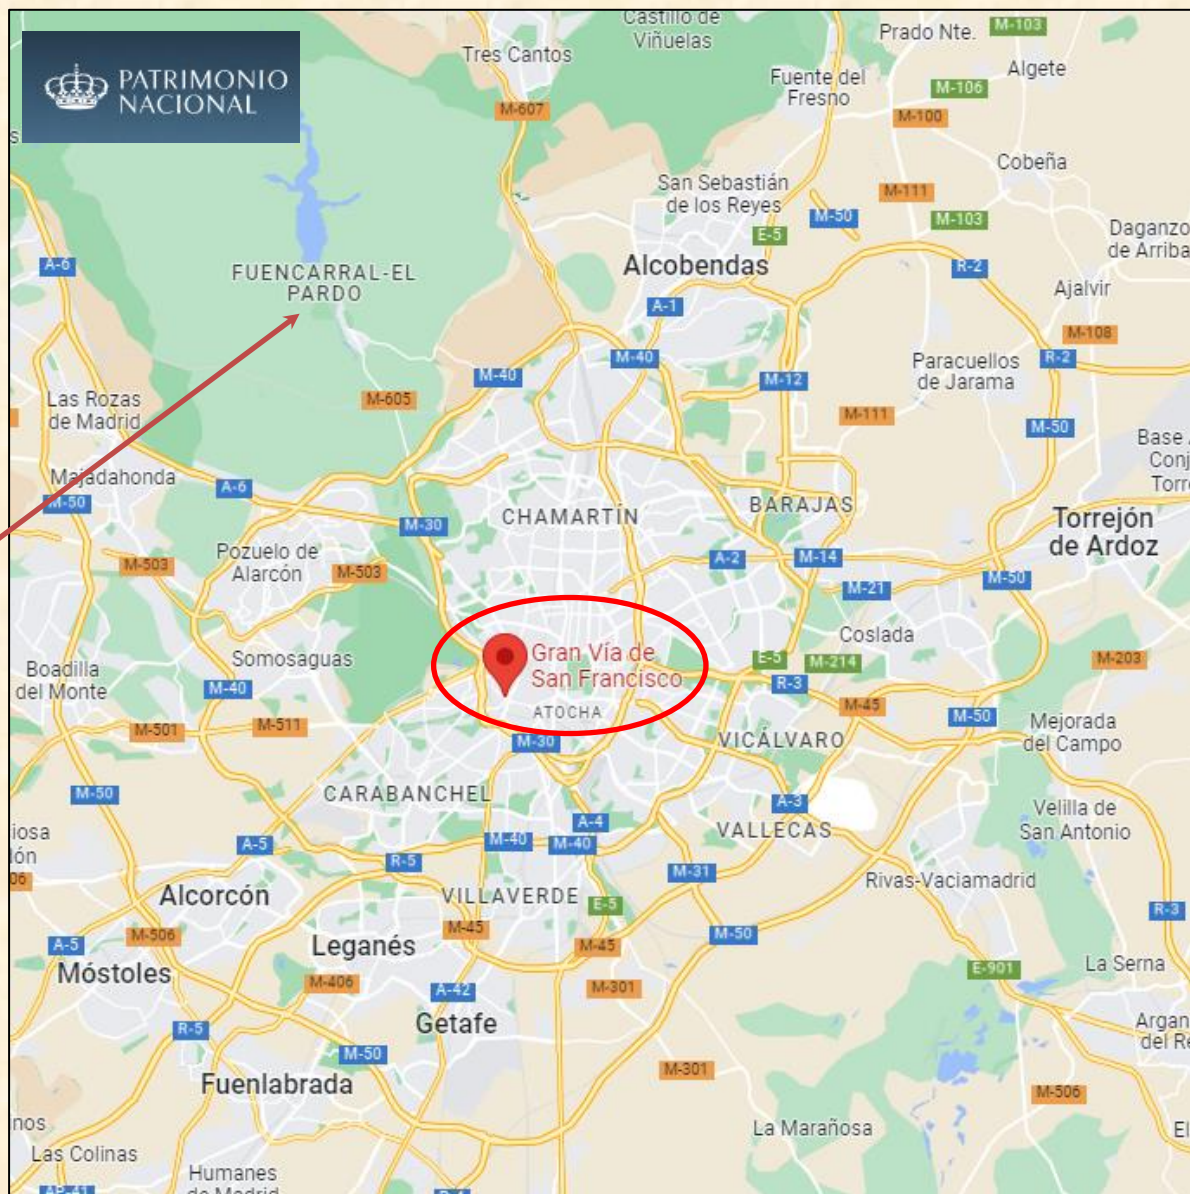 PATRIMONIO
NACIONAL
Castillo de
Viñuelas
Prado Nte.
M-103
Tres Cantos
Fuente del
Fresno
Algete
M-106
M-607
M-100
Cobeña
San Sebastián
de los Reyes
M-111
M-50
M-103
E-5
Daganzo
de Arriba
A-6
FUENCARRAL-EL
PARDO
Alcobendas
R-2
Ajalvir
A-1
M-108
M-40
M-40
M-12
Paracuellos
de Jarama
R-2
Las Rozas
de Madrid
M-605
M-111
M-50
Base
Conj
Torre
Majadahonda
M-50
A-6
CHAMARTÍN
BARAJAS
Torrejón
de Ardoz
M-30
Pozuelo de
Alarcón
M-503
M-503
A-2
M-14
M-21
M-50
Coslada
Gran Vía de
San Francisco
Somosaguas
Boadilla
del Monte
M-40
E-5
M-214
R-3
M-203
M-45
ATOCHA
M-501
M-511
M-30
VICÁLVARO
M-50
Mejorada
del Campo
M-50
CARABANCHEL
A-3
VALLECAS
Velilla de
San Antonio
A-4
M-40
M-40
A-5
R-5
M-31
Rivas-Vaciamadrid
Alcorcón
VILLAVERDE
E-5
R-3
M-506
M-45
M-45
M-50
A-5
Leganés
Móstoles
M-406
A-42
M-301
E-901
La Serna
R-5
Getafe
Argan
del Re
M-50
Fuenlabrada
M-301
M-506
La Marañosa
Las Colinas
Humanes
de Madrid